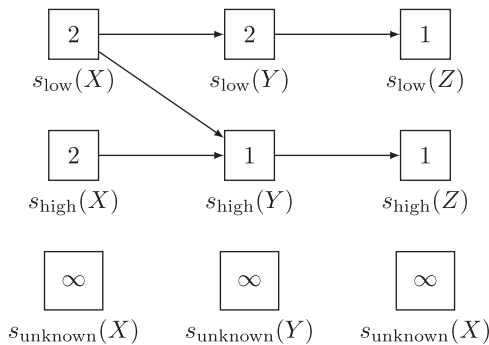 2 2 1
s_low(X) s_low(Y) s_low(Z)
2 1 1
s_high(X) s_high(Y) s_high(Z)
∞ ∞ ∞
s_unknown(X) s_unknown(Y) s_unknown(X)